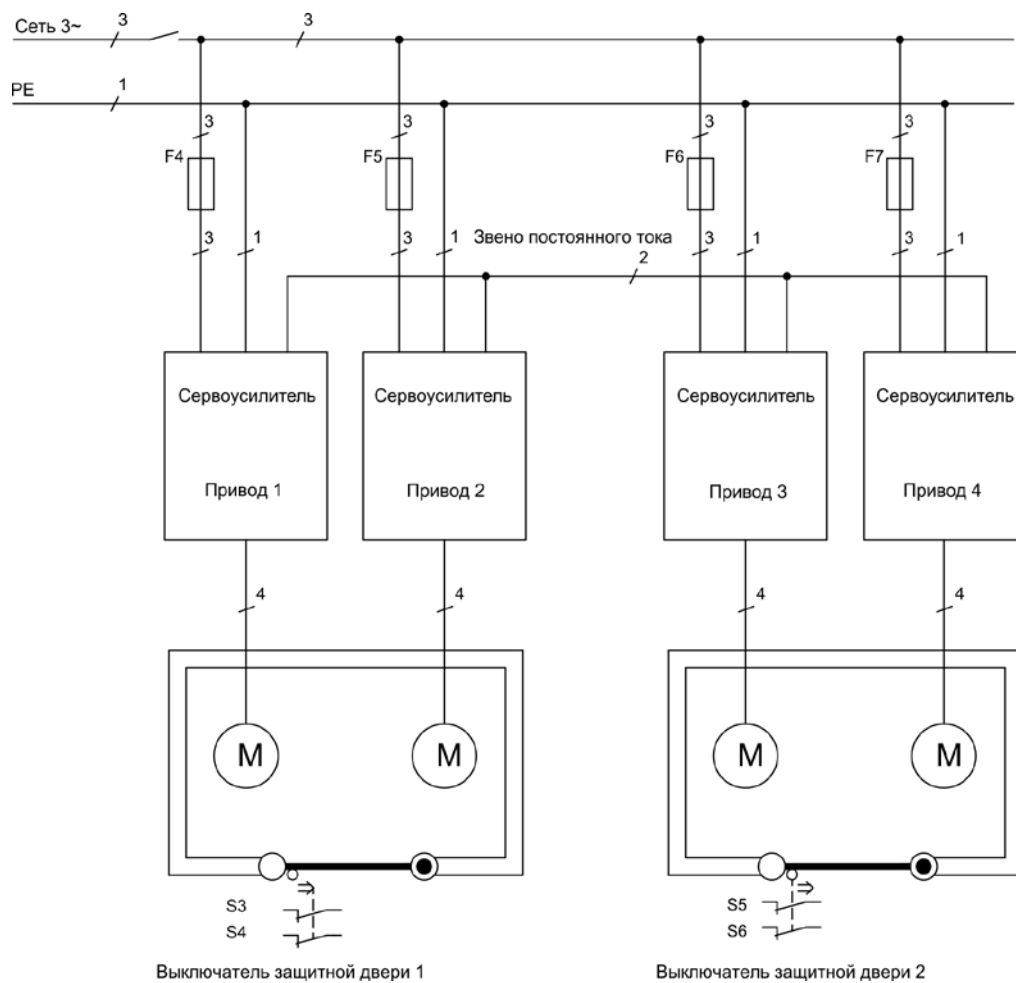 Сеть 3~
3
3
PE
1
3
3
3
3
F4
F5
F6
F7
3
1
3
1
Звено постоянного тока
2
3
1
3
1
Сервоусилитель
Сервоусилитель
Сервоусилитель
Сервоусилитель
Привод 1
Привод 2
Привод 3
Привод 4
4
4
4
4
M
M
M
M
S3
S4
S5
S6
Выключатель защитной двери 1
Выключатель защитной двери 2